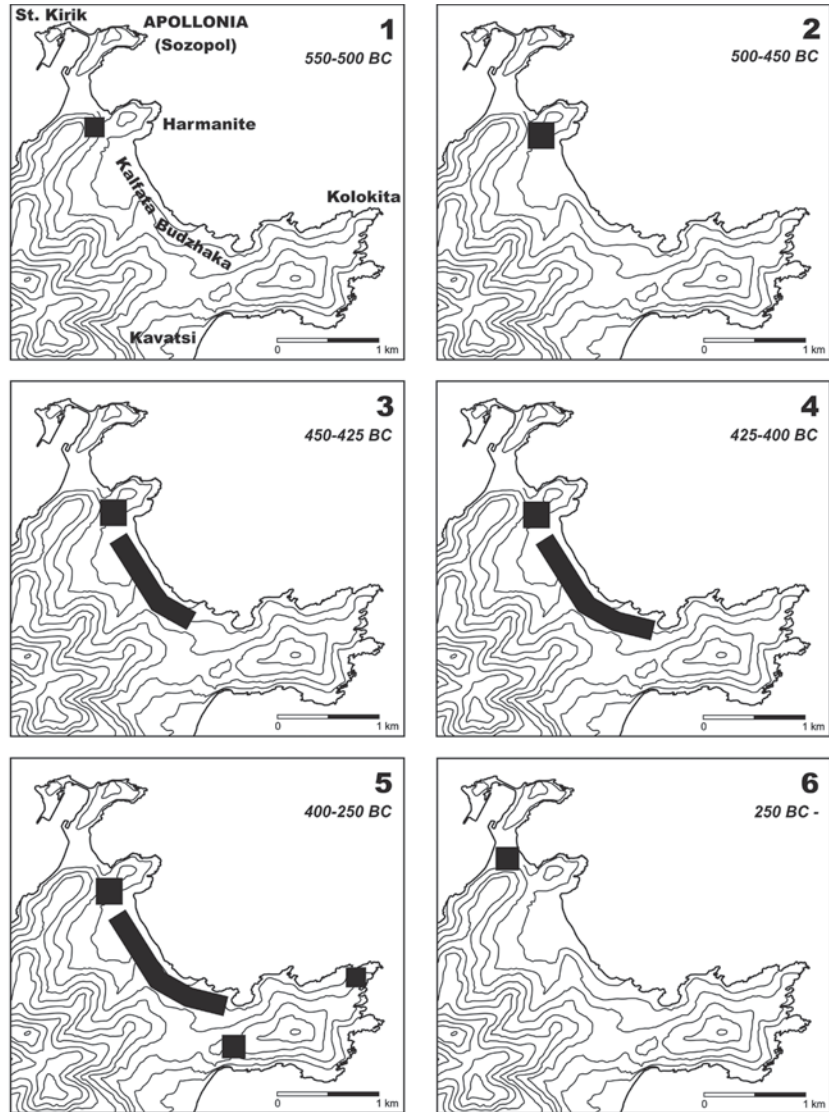 St. Kirik
APOLLONIA
(Sozopol)
1
550-500 BC
Harmanite
Kalfata Budzhaka
Kolokita
Kavatsi
0 1 km
2
500-450 BC
0 1 km
3
450-425 BC
0 1 km
4
425-400 BC
0 1 km
5
400-250 BC
0 1 km
6
250 BC -
0 1 km